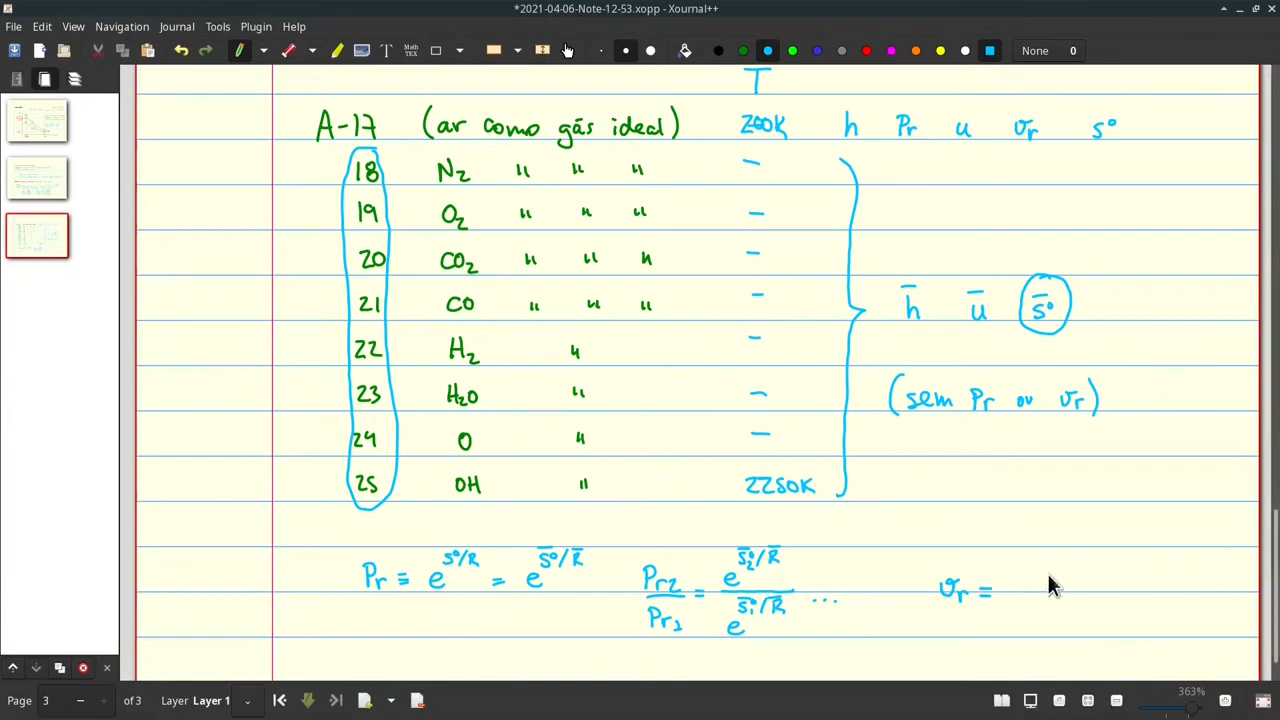 *2021-04-06-Note-12-53.xopp - Xournal++
File Edit View Navigation Journal Tools Plugin Help
T MATH TEX None 0
T
A-17 (ar como gás ideal) 200K h Pr u vr s°
18 N₂ " " " –
19 O₂ " " " –
20 CO₂ " " " –
21 CO " " " –
h̄ ū s̄°
22 H₂ " –
23 H₂O " –
(sem Pr ou vr)
24 O " –
25 OH " 2250K
Pr ≡ e^(s°/R) = e^(s̄°/R̄) Pr2/Pr1 = e^(s̄₂°/R̄)/e^(s̄₁°/R̄) ... vr ≡
Page 3 of 3 Layer Layer 1 363%